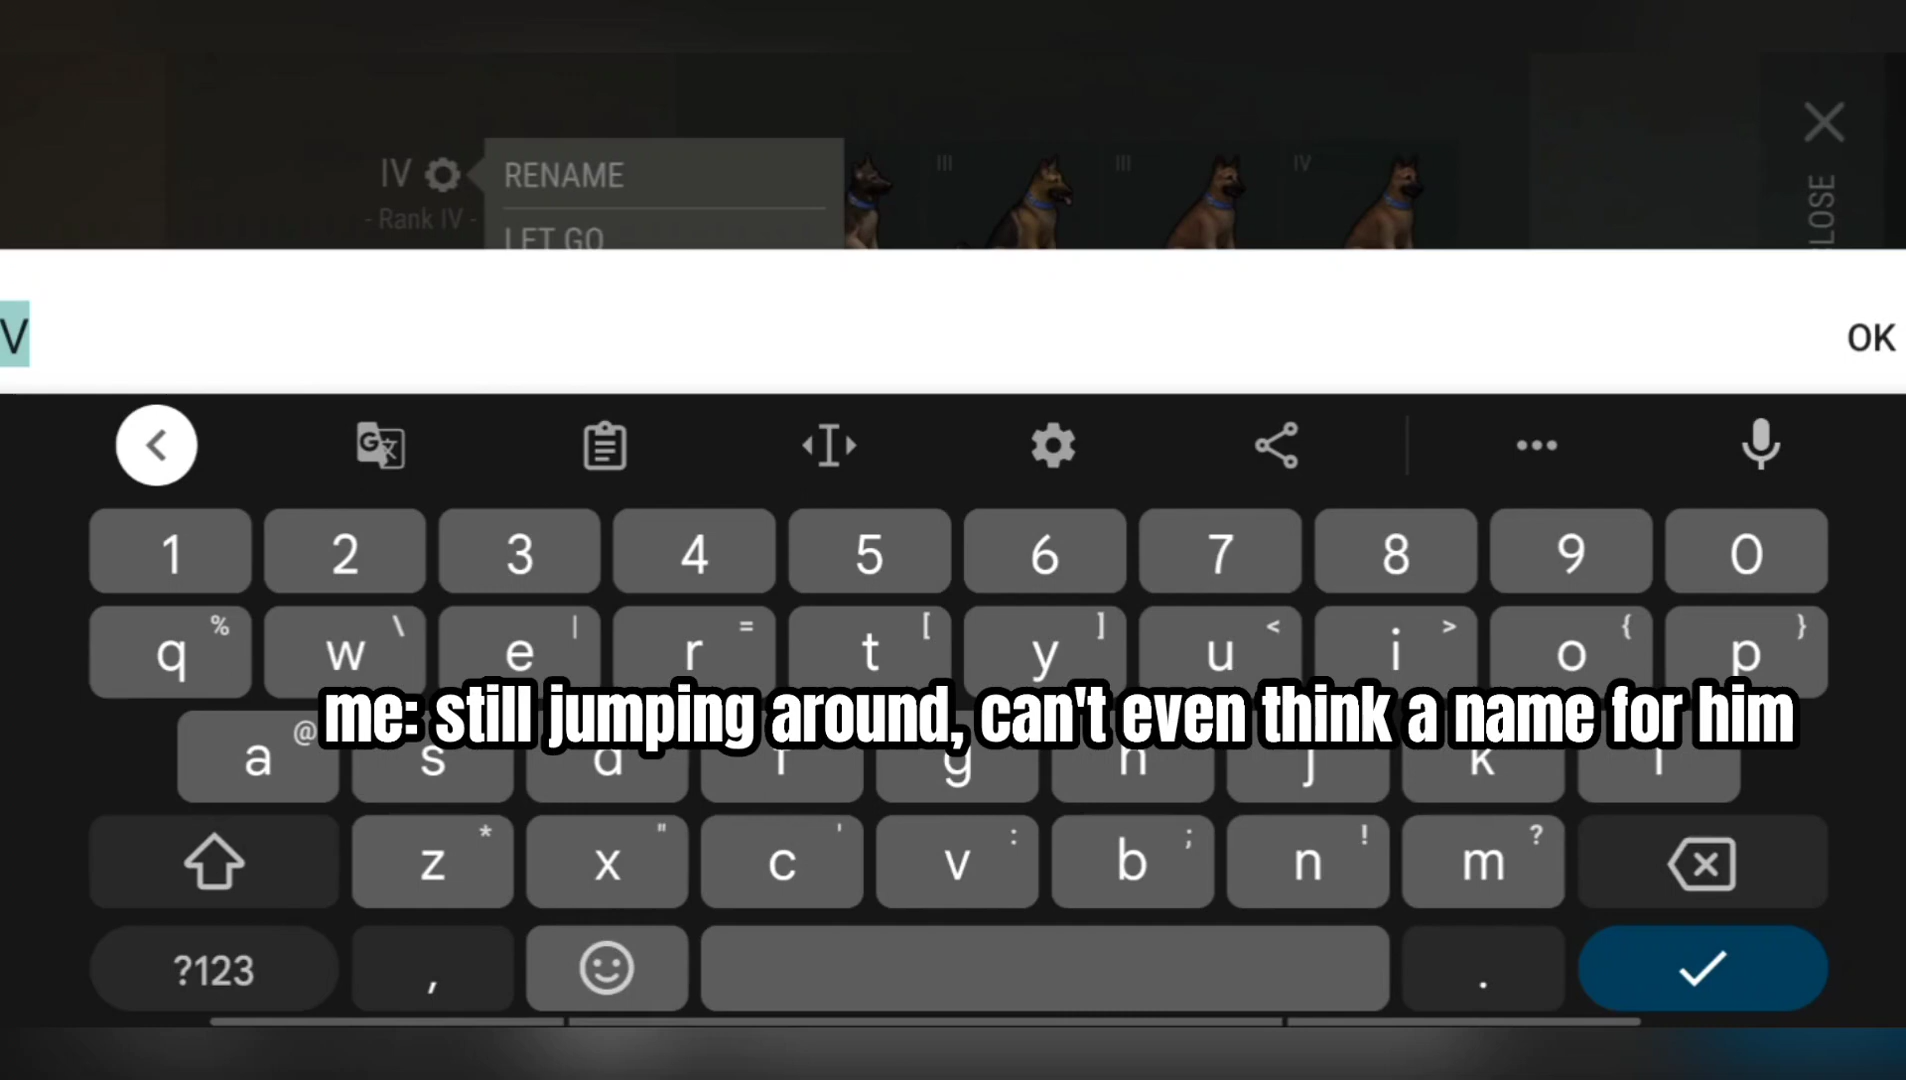 III
III
IV
IV
RENAME
- Rank IV -
LET GO
CLOSE
V
OK
1 2 3 4 5 6 7 8 9 0
q % w \ e | r = t [ y ] u < i > o { p }
me: still jumping around, can't even think a name for him
a @ s d f g h j k l
z * x " c ' v : b ; n ! m ?
?123 , .